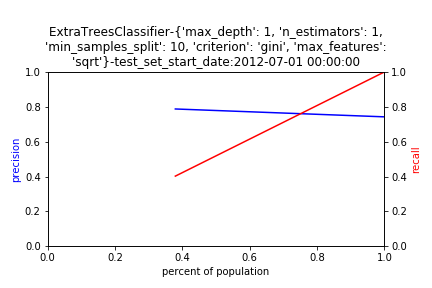 ExtraTreesClassifier-{'max_depth': 1, 'n_estimators': 1,
'min_samples_split': 10, 'criterion': 'gini', 'max_features':
'sqrt'}-test_set_start_date:2012-07-01 00:00:00
1.0
0.8
0.6
0.4
0.2
0.0
precision
0.0 0.2 0.4 0.6 0.8 1.0
percent of population
1.0
0.8
0.6
0.4
0.2
0.0
recall